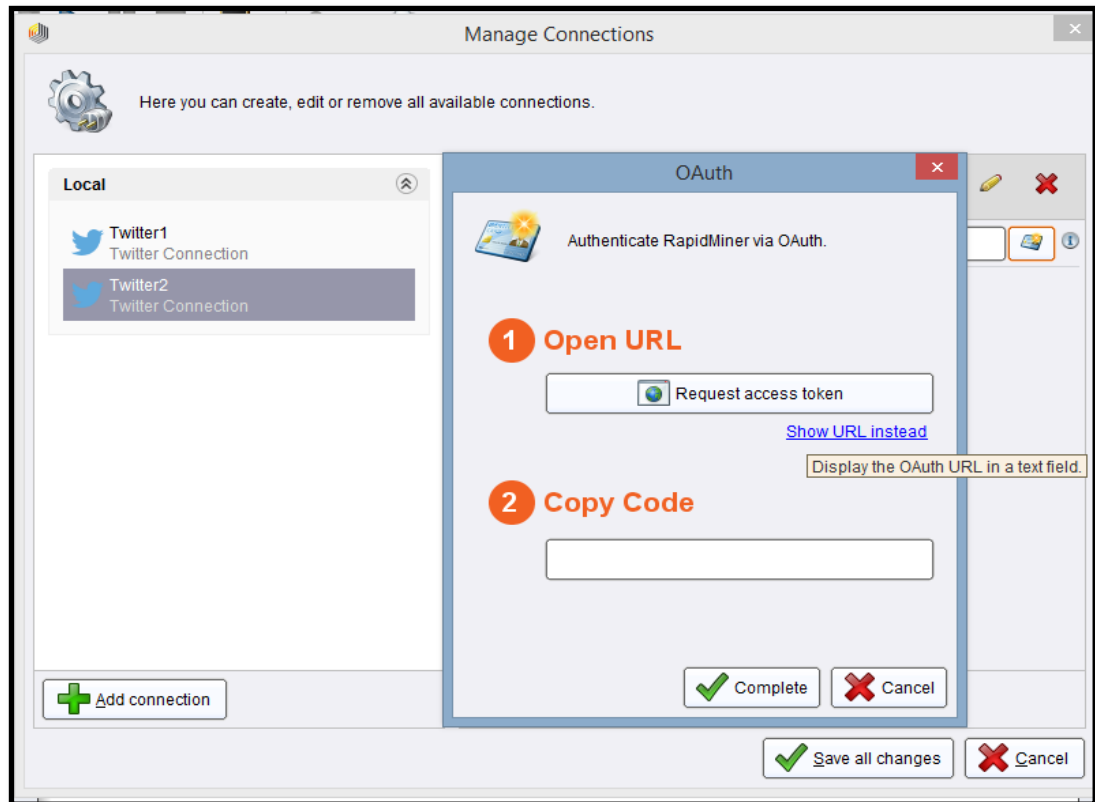 Manage Connections
Here you can create, edit or remove all available connections.
Local
Twitter1
Twitter Connection
Twitter2
Twitter Connection
OAuth
Authenticate RapidMiner via OAuth.
1 Open URL
Request access token
Show URL instead
Display the OAuth URL in a text field.
2 Copy Code
Complete
Cancel
Add connection
Save all changes
Cancel